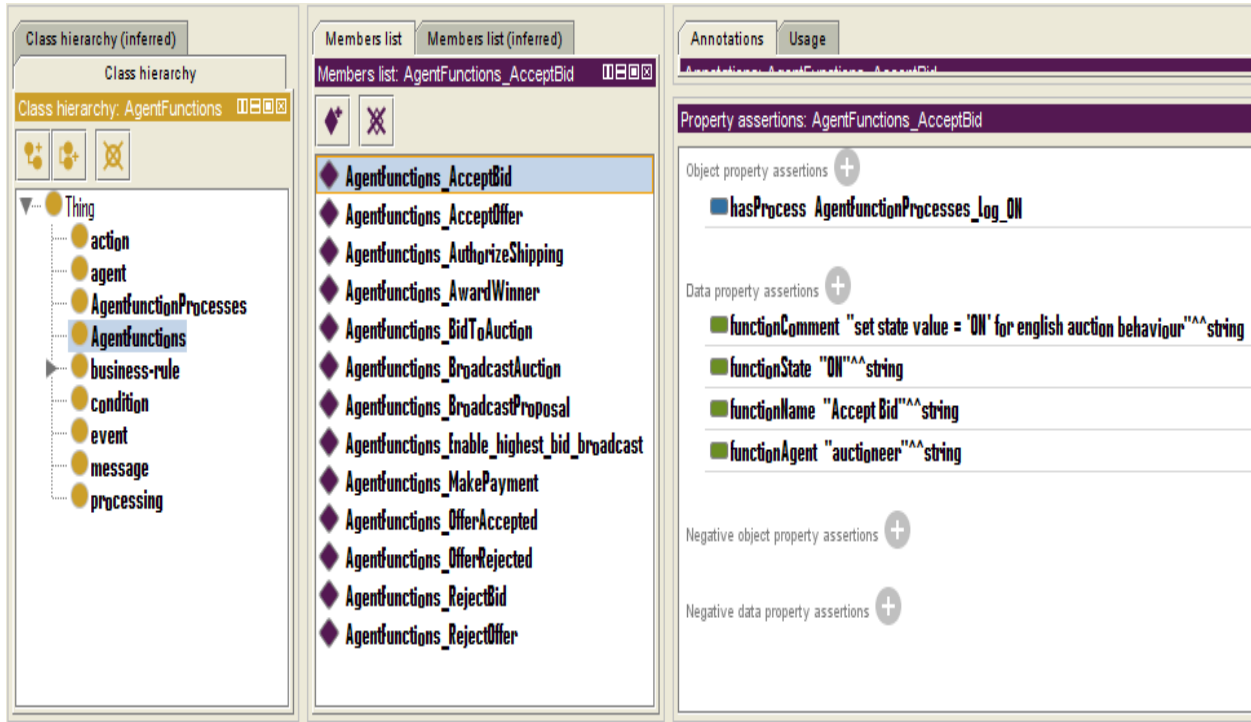 Class hierarchy (inferred)
Class hierarchy
Class hierarchy: AgentFunctions
Thing
action
agent
AgentFunctionProcesses
AgentFunctions
business-rule
condition
event
message
processing
Members list
Members list (inferred)
Members list: AgentFunctions_AcceptBid
AgentFunctions_AcceptBid
AgentFunctions_AcceptOffer
AgentFunctions_AuthorizeShipping
AgentFunctions_AwardWinner
AgentFunctions_BidToAuction
AgentFunctions_BroadcastAuction
AgentFunctions_BroadcastProposal
AgentFunctions_Enable_highest_bid_broadcast
AgentFunctions_MakePayment
AgentFunctions_OfferAccepted
AgentFunctions_OfferRejected
AgentFunctions_RejectBid
AgentFunctions_RejectOffer
Annotations
Usage
Annotations: AgentFunctions_AcceptBid
Property assertions: AgentFunctions_AcceptBid
Object property assertions
hasProcess AgentFunctionProcesses_Log_ON
Data property assertions
functionComment "set state value = 'ON' for english auction behaviour"^^string
functionState "ON"^^string
functionName "Accept Bid"^^string
functionAgent "auctioneer"^^string
Negative object property assertions
Negative data property assertions